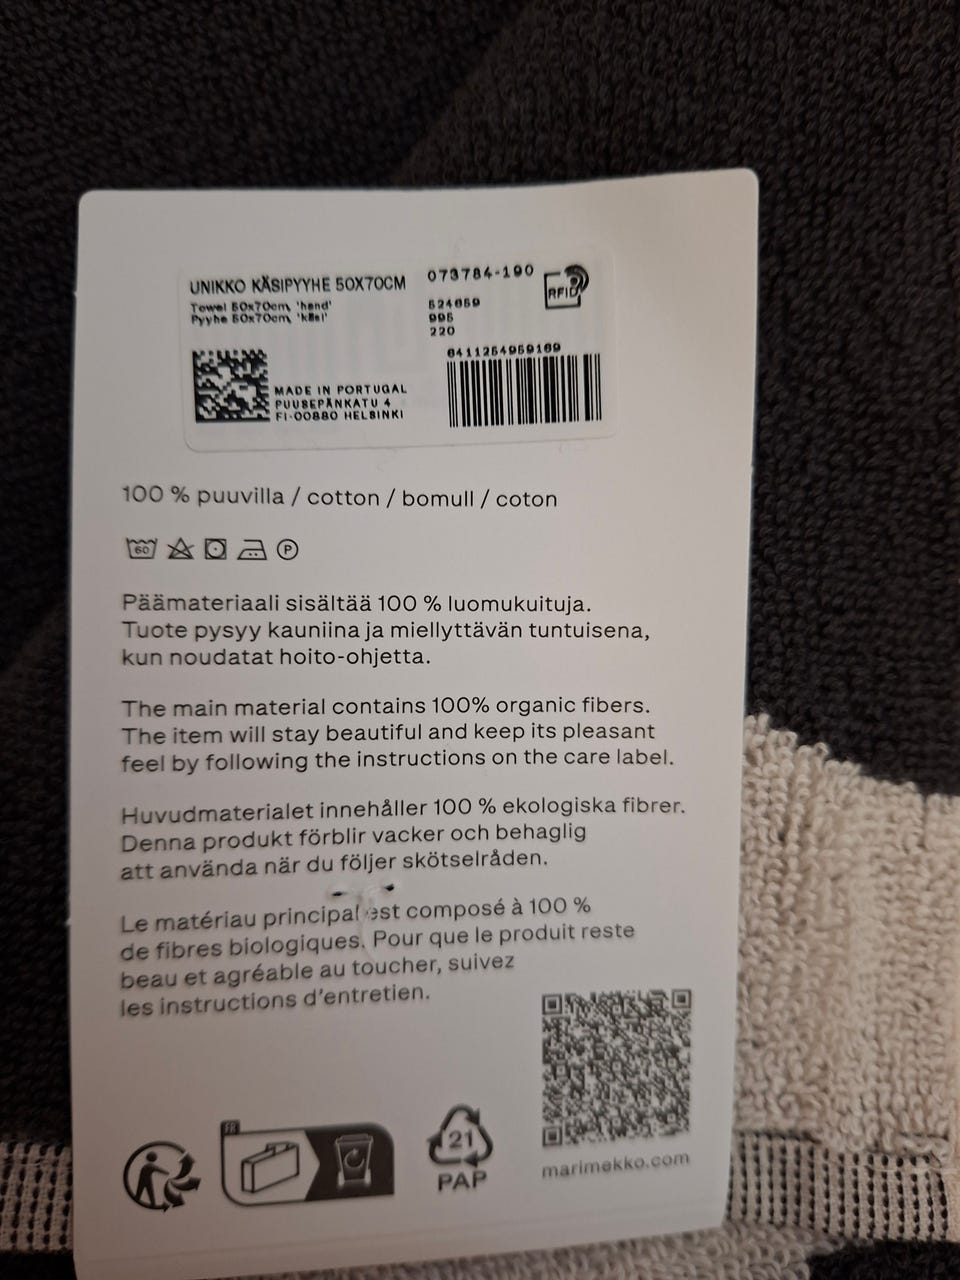 UNIKKO KÄSIPYYHE 50X70CM
073784-190
RFID
Towel 50x70cm, 'hand'
Pyyhe 50x70cm, 'käsi'
524659
995
220
6411254959169
MADE IN PORTUGAL
PUUSEPÄNKATU 4
FI-00880 HELSINKI
100 % puuvilla / cotton / bomull / coton
60
P
Päämateriaali sisältää 100 % luomukuituja.
Tuote pysyy kauniina ja miellyttävän tuntuisena,
kun noudatat hoito-ohjetta.
The main material contains 100% organic fibers.
The item will stay beautiful and keep its pleasant
feel by following the instructions on the care label.
Huvudmaterialet innehåller 100 % ekologiska fibrer.
Denna produkt förblir vacker och behaglig
att använda när du följer skötselråden.
Le matériau principal est composé à 100 %
de fibres biologiques. Pour que le produit reste
beau et agréable au toucher, suivez
les instructions d'entretien.
FR
21
PAP
marimekko.com